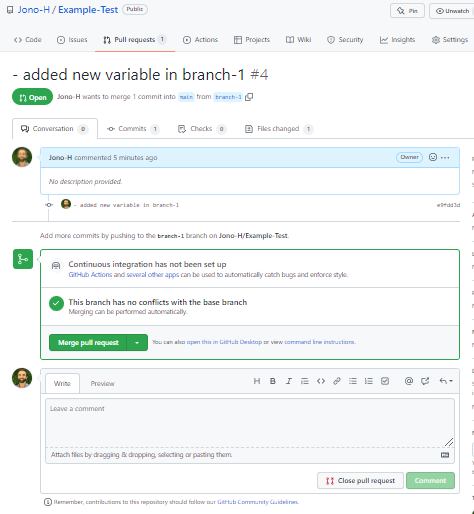 Jono-H / Example-Test Public
Pin
Unwatch
Code
Issues
Pull requests 1
Actions
Projects
Wiki
Security
Insights
Settings
- added new variable in branch-1 #4
Open Jono-H wants to merge 1 commit into main from branch-1
Conversation 0
Commits 1
Checks 0
Files changed 1
Jono-H commented 5 minutes ago
Owner
No description provided.
- added new variable in branch-1
e9fdd3d
Add more commits by pushing to the branch-1 branch on Jono-H/Example-Test.
Continuous integration has not been set up
GitHub Actions and several other apps can be used to automatically catch bugs and enforce style.
This branch has no conflicts with the base branch
Merging can be performed automatically.
Merge pull request
You can also open this in GitHub Desktop or view command line instructions.
Write
Preview
H B I
Leave a comment
Attach files by dragging & dropping, selecting or pasting them.
Close pull request
Comment
Remember, contributions to this repository should follow our GitHub Community Guidelines.